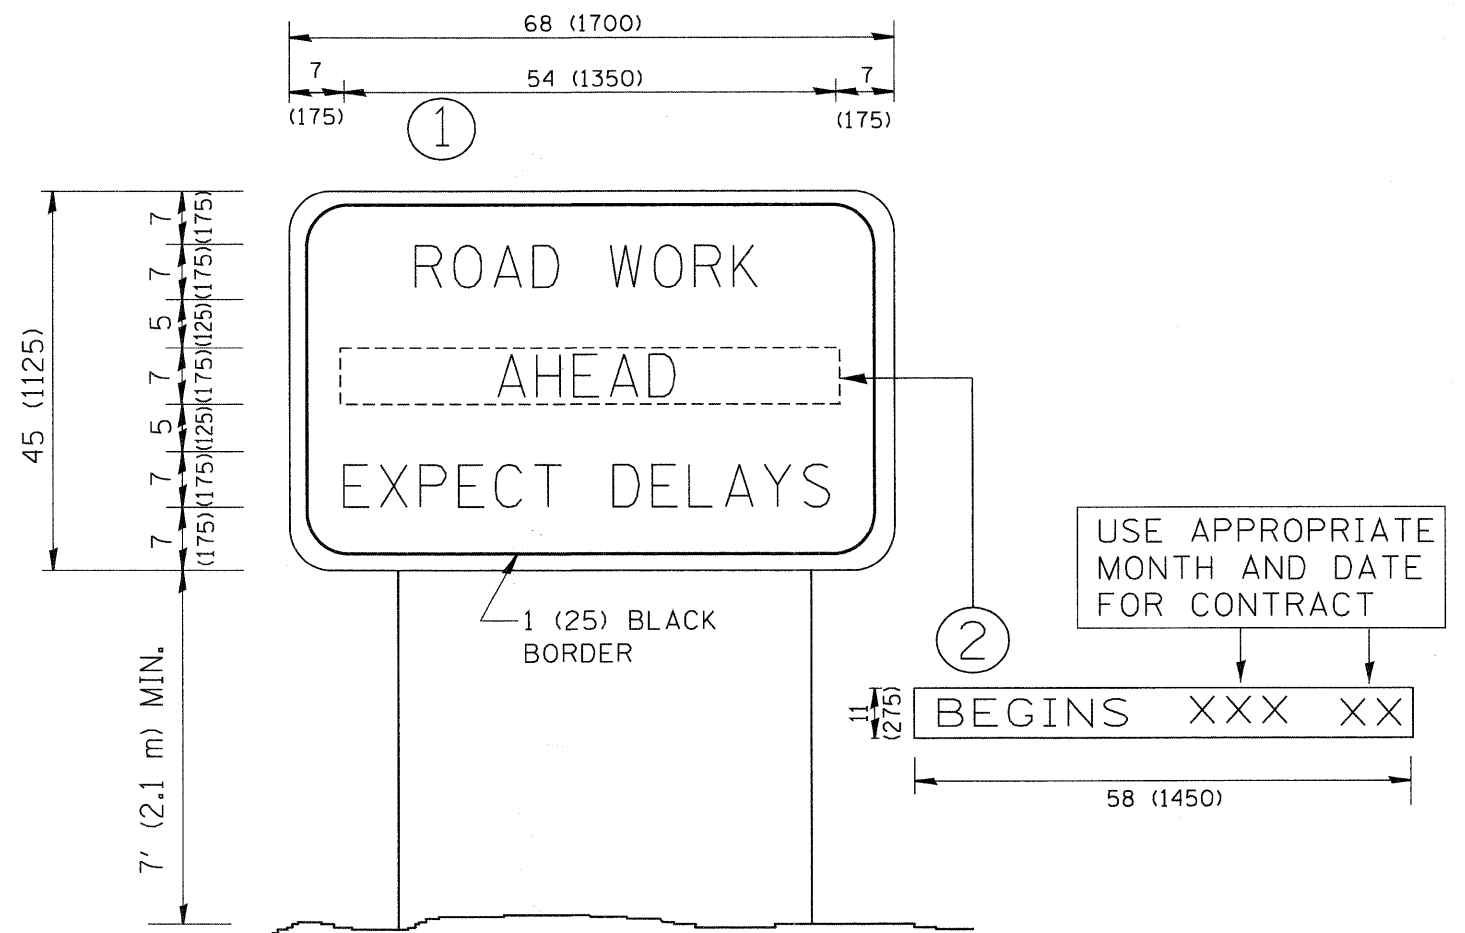 68 (1700)
7
54 (1350)
7
(175)
(175)
1
7
(175)
7
(175)
5
(125)
7
(175)
5
(125)
7
(175)
7
(175)
45 (1125)
ROAD WORK
AHEAD
EXPECT DELAYS
1 (25) BLACK
BORDER
7' (2.1 m) MIN.
2
USE APPROPRIATE
MONTH AND DATE
FOR CONTRACT
11
(275)
BEGINS XXX XX
58 (1450)